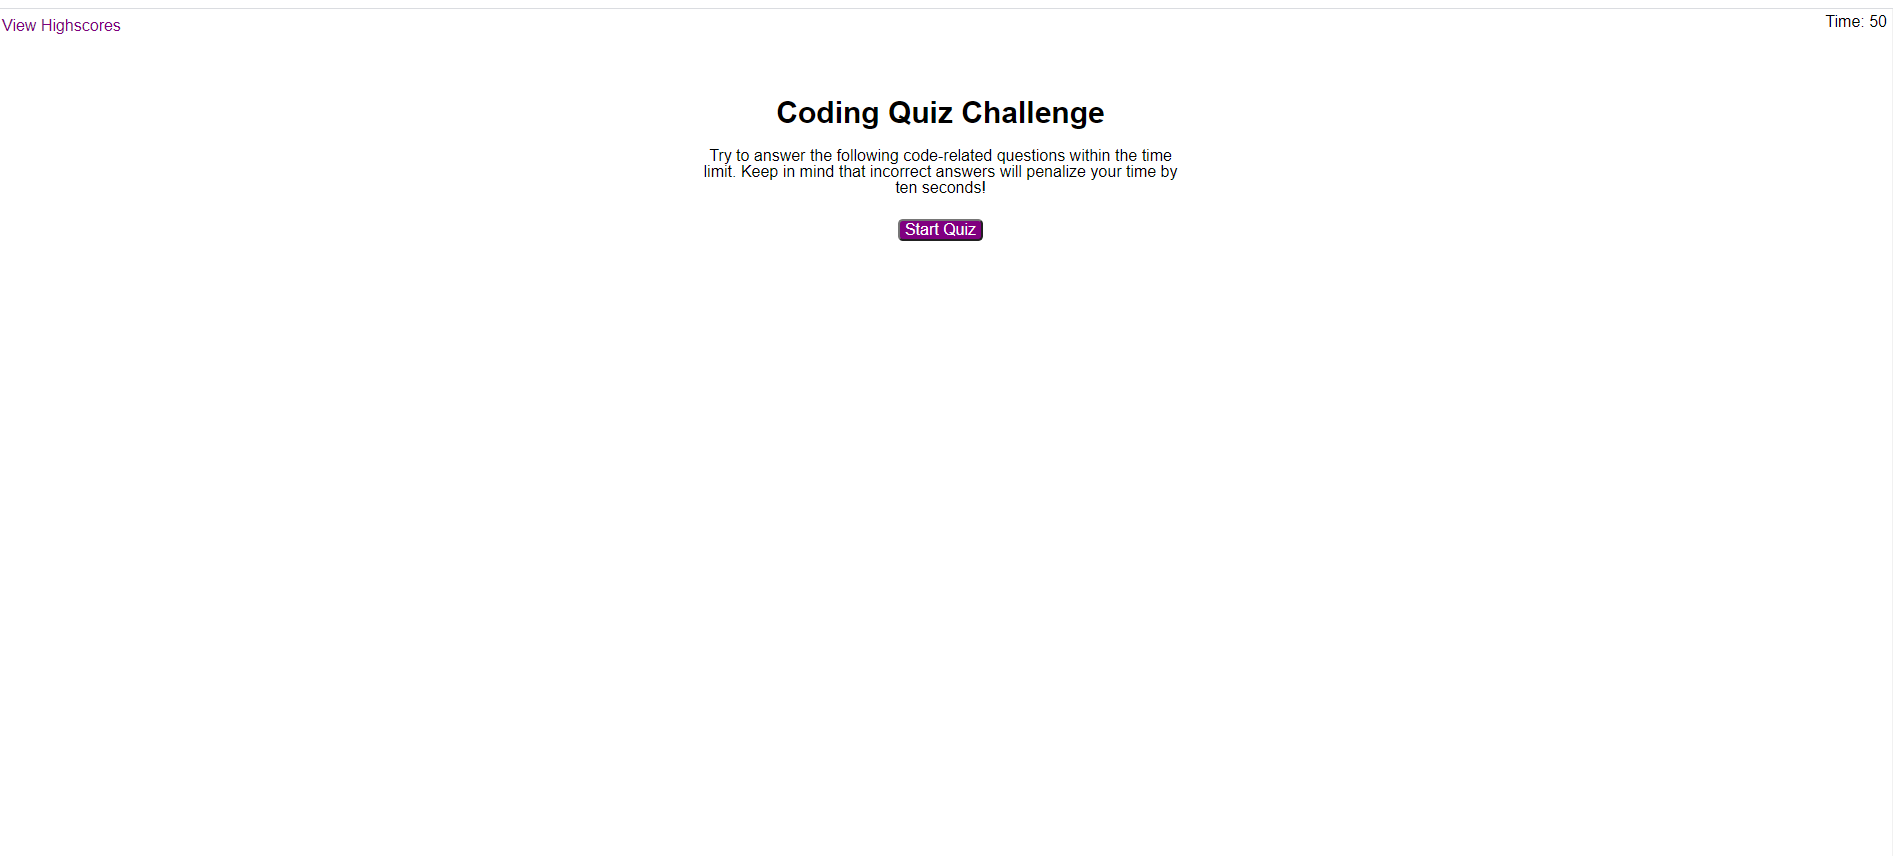 View Highscores
Time: 50
Coding Quiz Challenge
Try to answer the following code-related questions within the time
limit. Keep in mind that incorrect answers will penalize your time by
ten seconds!
Start Quiz